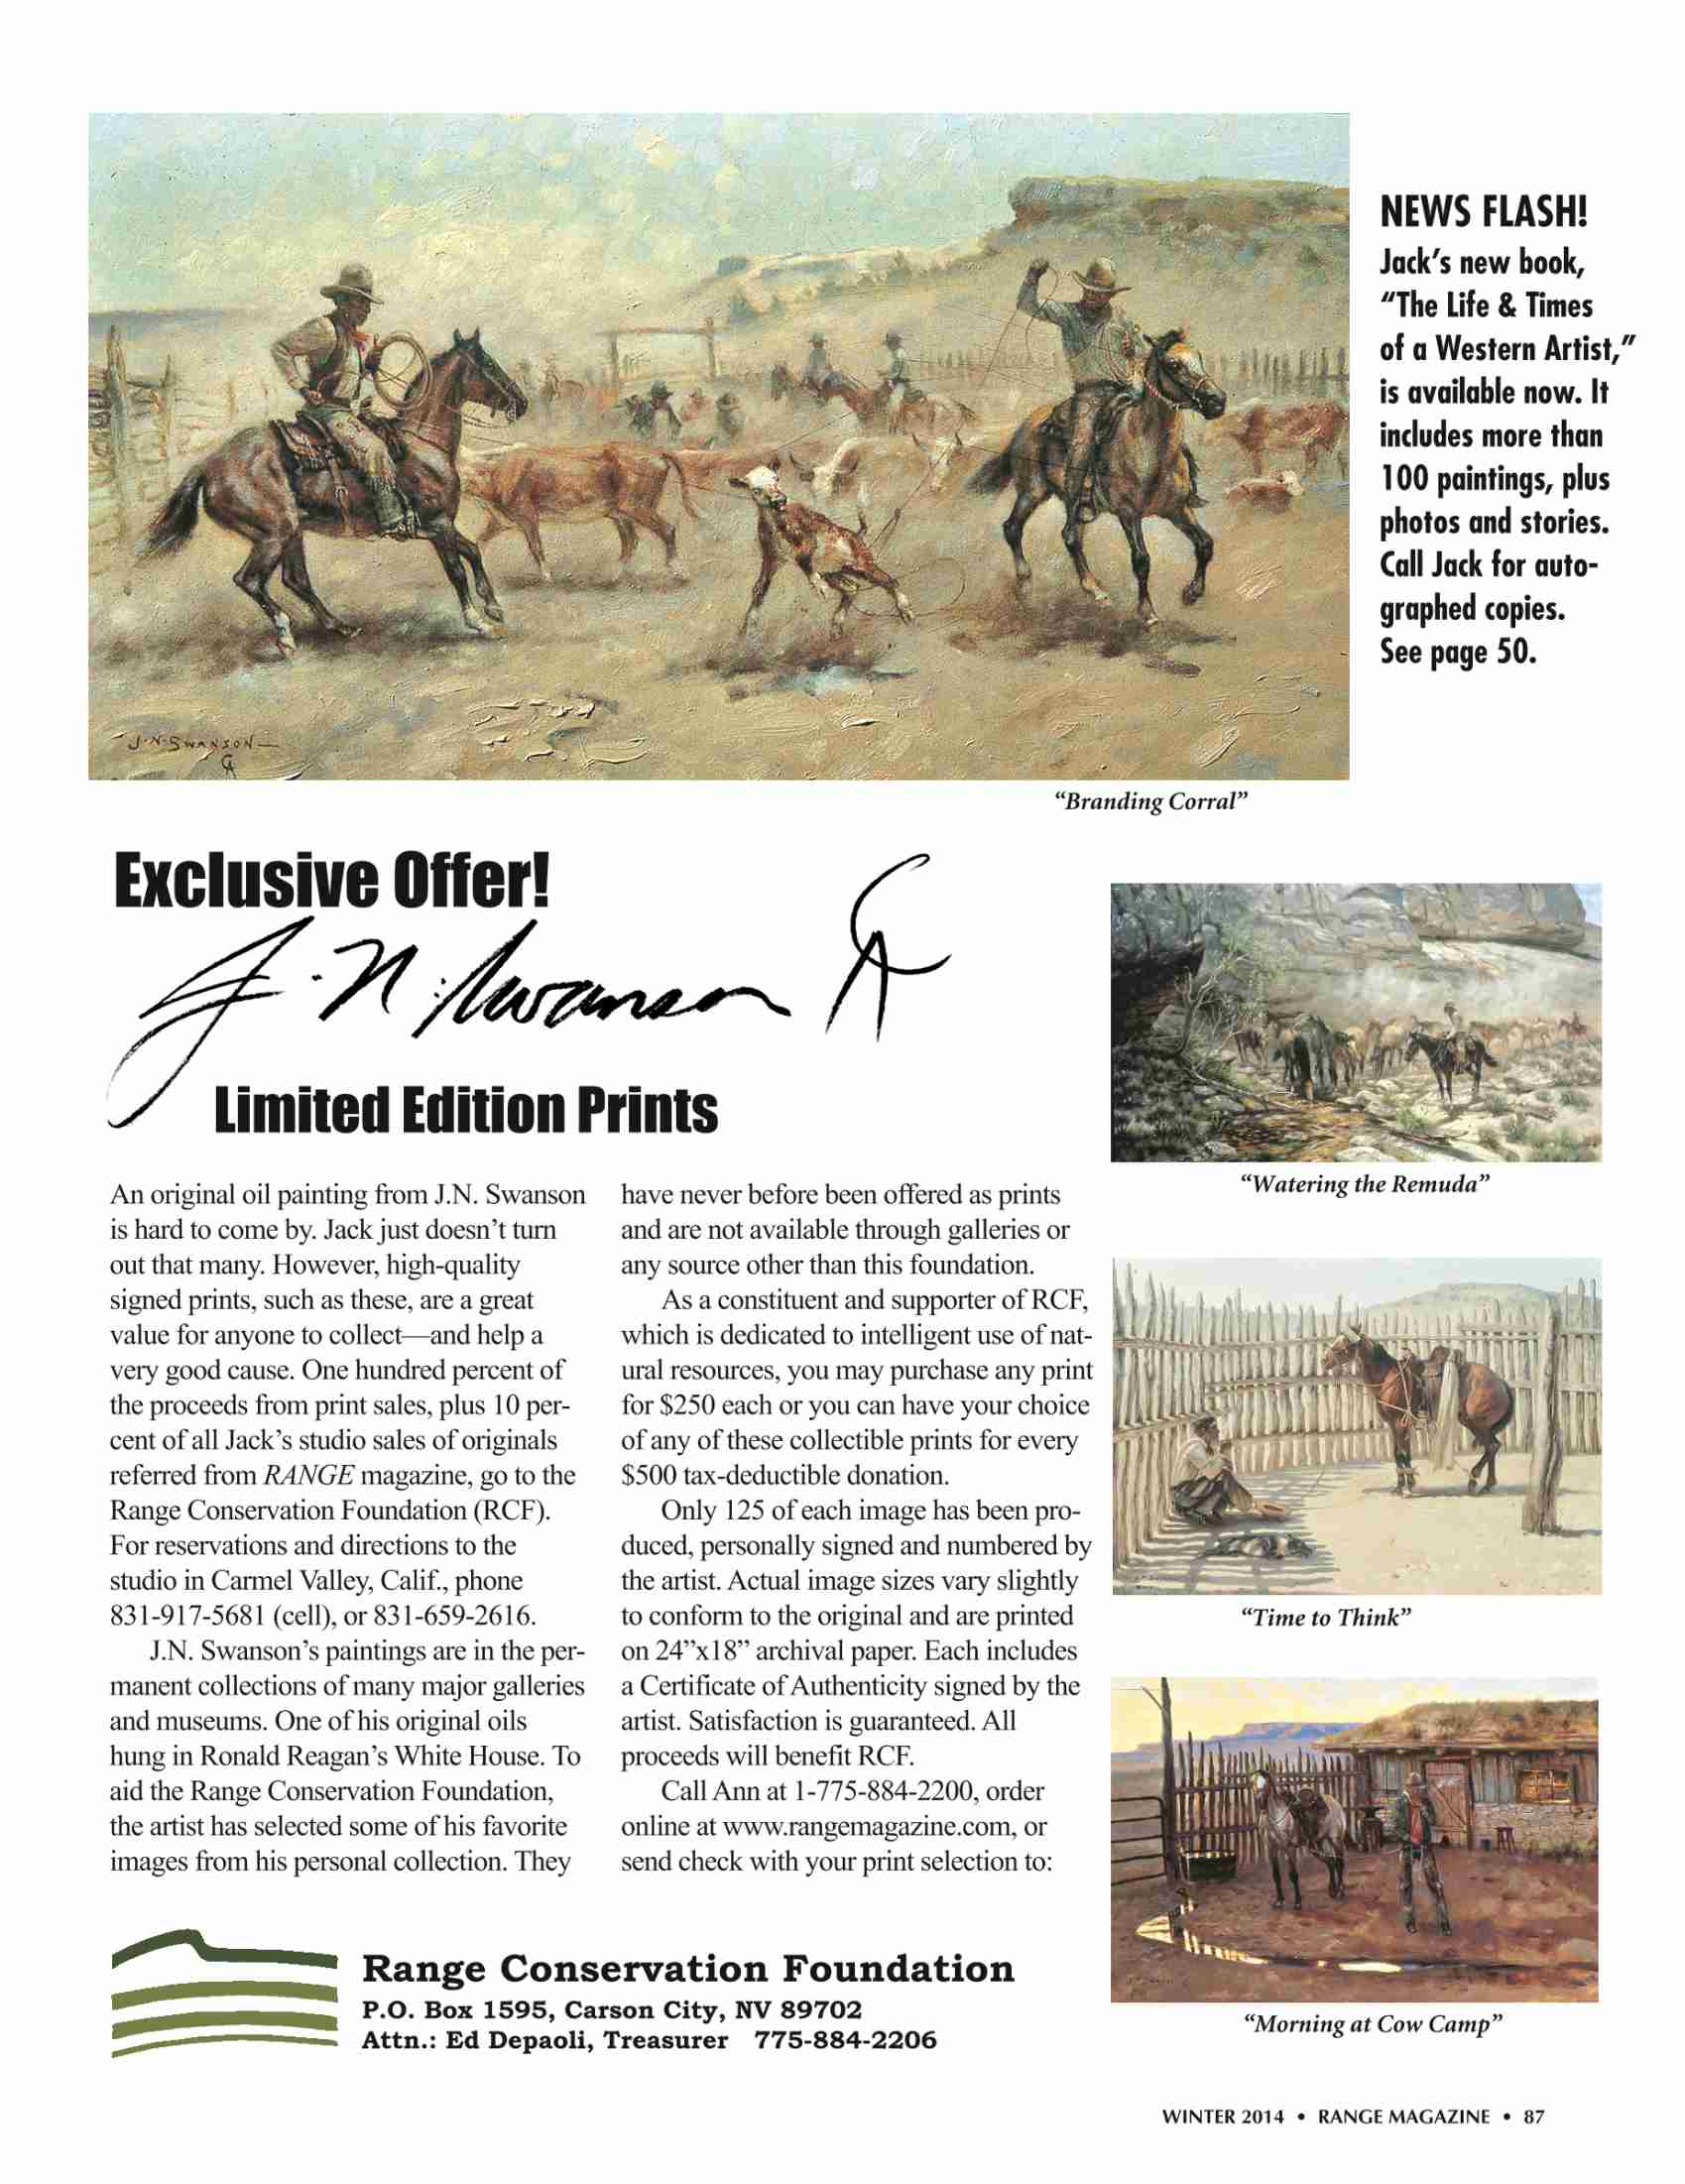 NEWS FLASH!
Jack's new book,
“The Life & Times
of a Western Artist,”
is available now. It
includes more than
100 paintings, plus
photos and stories.
Call Jack for auto-
graphed copies.
See page 50.
J·N·SWANSON
CA
“Branding Corral”
Exclusive Offer!
J.N. Swanson CA
Limited Edition Prints
An original oil painting from J.N. Swanson
is hard to come by. Jack just doesn't turn
out that many. However, high-quality
signed prints, such as these, are a great
value for anyone to collect—and help a
very good cause. One hundred percent of
the proceeds from print sales, plus 10 per-
cent of all Jack's studio sales of originals
referred from RANGE magazine, go to the
Range Conservation Foundation (RCF).
For reservations and directions to the
studio in Carmel Valley, Calif., phone
831-917-5681 (cell), or 831-659-2616.
J.N. Swanson's paintings are in the per-
manent collections of many major galleries
and museums. One of his original oils
hung in Ronald Reagan's White House. To
aid the Range Conservation Foundation,
the artist has selected some of his favorite
images from his personal collection. They
have never before been offered as prints
and are not available through galleries or
any source other than this foundation.
As a constituent and supporter of RCF,
which is dedicated to intelligent use of nat-
ural resources, you may purchase any print
for $250 each or you can have your choice
of any of these collectible prints for every
$500 tax-deductible donation.
Only 125 of each image has been pro-
duced, personally signed and numbered by
the artist. Actual image sizes vary slightly
to conform to the original and are printed
on 24”x18” archival paper. Each includes
a Certificate of Authenticity signed by the
artist. Satisfaction is guaranteed. All
proceeds will benefit RCF.
Call Ann at 1-775-884-2200, order
online at www.rangemagazine.com, or
send check with your print selection to:
“Watering the Remuda”
“Time to Think”
“Morning at Cow Camp”
Range Conservation Foundation
P.O. Box 1595, Carson City, NV 89702
Attn.: Ed Depaoli, Treasurer 775-884-2206
WINTER 2014 • RANGE MAGAZINE • 87